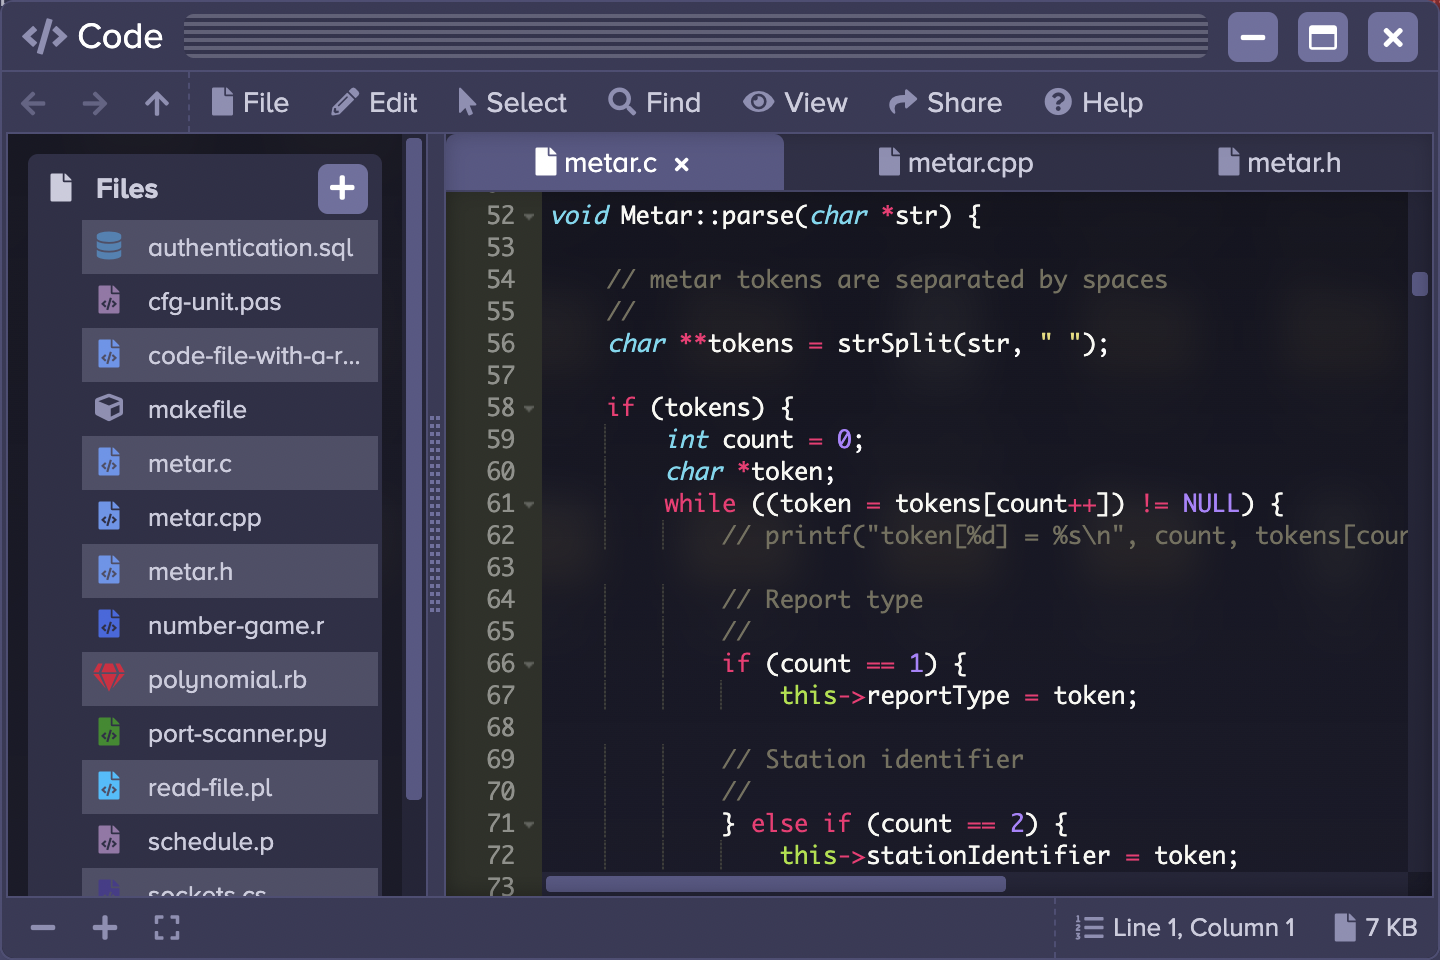 Code
File Edit Select Find View Share Help
Files
authentication.sql
cfg-unit.pas
code-file-with-a-r...
makefile
metar.c
metar.cpp
metar.h
number-game.r
polynomial.rb
port-scanner.py
read-file.pl
schedule.p
sockets.cs
metar.c metar.cpp metar.h
52 void Metar::parse(char *str) {
53
54     // metar tokens are separated by spaces
55     //
56     char **tokens = strSplit(str, " ");
57
58     if (tokens) {
59         int count = 0;
60         char *token;
61         while ((token = tokens[count++]) != NULL) {
62             // printf("token[%d] = %s\n", count, tokens[cour
63
64             // Report type
65             //
66             if (count == 1) {
67                 this->reportType = token;
68
69             // Station identifier
70             //
71             } else if (count == 2) {
72                 this->stationIdentifier = token;
73
Line 1, Column 1 7 KB